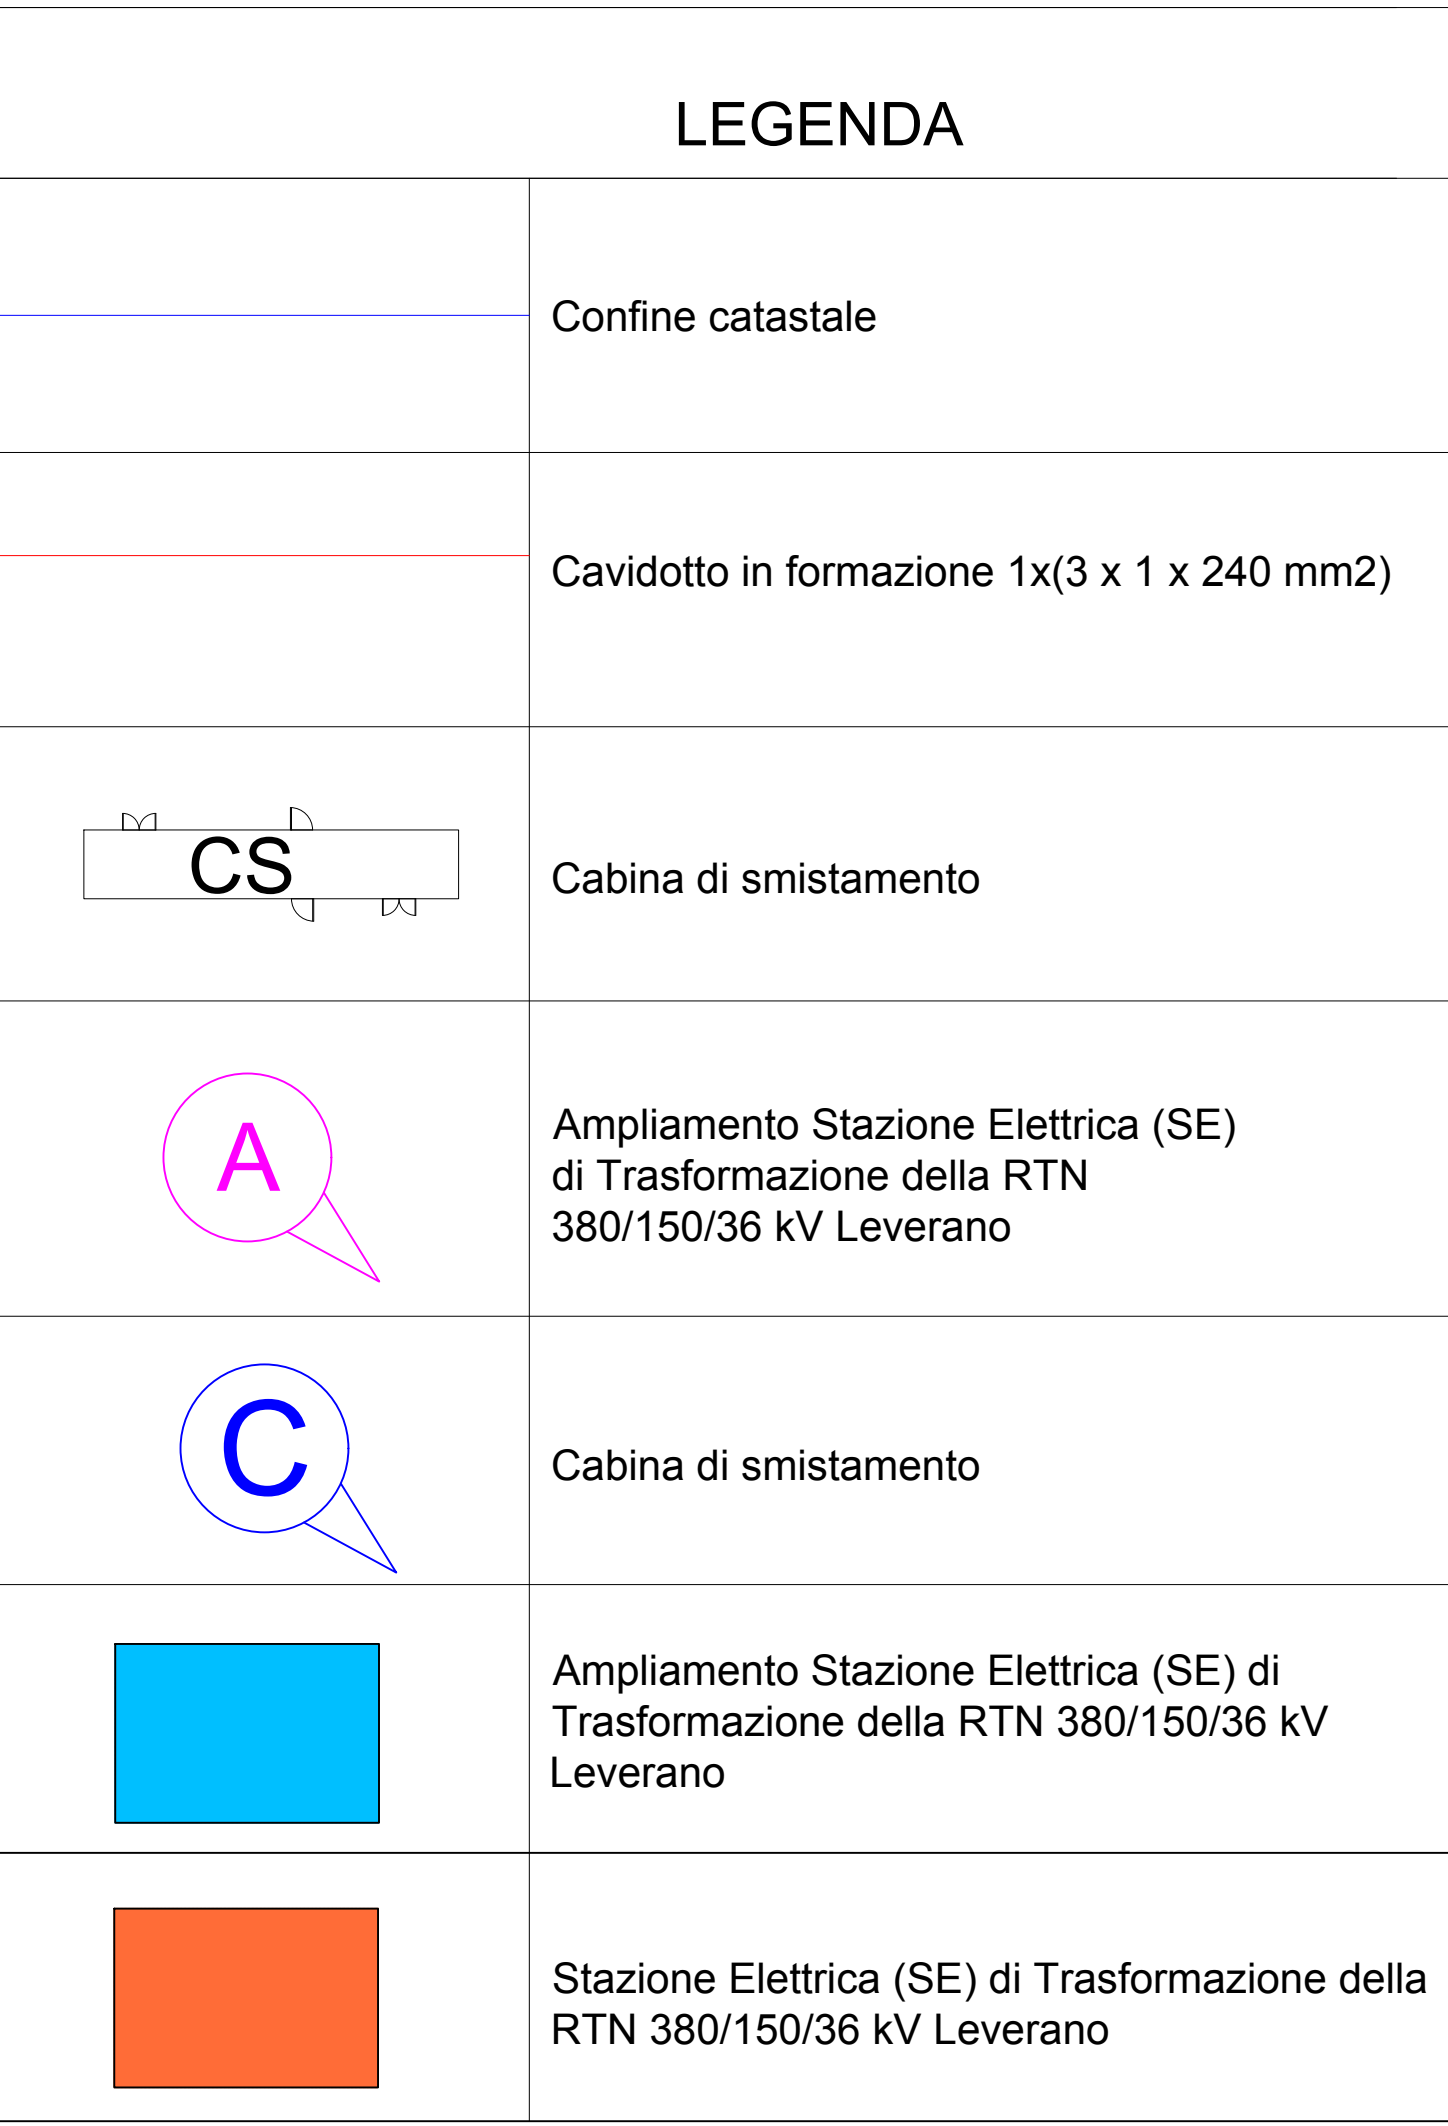 LEGENDA
Confine catastale
Cavidotto in formazione 1x(3 x 1 x 240 mm2)
CS
Cabina di smistamento
A
Ampliamento Stazione Elettrica (SE)
di Trasformazione della RTN
380/150/36 kV Leverano
C
Cabina di smistamento
Ampliamento Stazione Elettrica (SE) di
Trasformazione della RTN 380/150/36 kV
Leverano
Stazione Elettrica (SE) di Trasformazione della
RTN 380/150/36 kV Leverano